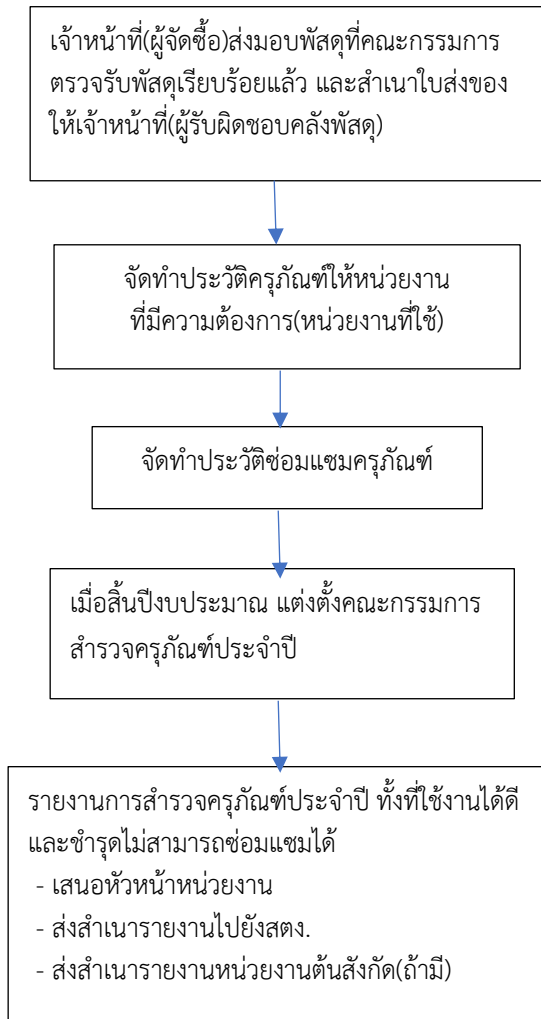 เจ้าหน้าที่(ผู้จัดซื้อ)ส่งมอบพัสดุที่คณะกรรมการ
ตรวจรับพัสดุเรียบร้อยแล้ว และสำเนาใบส่งของ
ให้เจ้าหน้าที่(ผู้รับผิดชอบคลังพัสดุ)
จัดทำประวัติครุภัณฑ์ให้หน่วยงาน
ที่มีความต้องการ(หน่วยงานที่ใช้)
จัดทำประวัติซ่อมแซมครุภัณฑ์
เมื่อสิ้นปีงบประมาณ แต่งตั้งคณะกรรมการ
สำรวจครุภัณฑ์ประจำปี
รายงานการสำรวจครุภัณฑ์ประจำปี ทั้งที่ใช้งานได้ดี
และชำรุดไม่สามารถซ่อมแซมได้
- เสนอหัวหน้าหน่วยงาน
- ส่งสำเนารายงานไปยังสตง.
- ส่งสำเนารายงานหน่วยงานต้นสังกัด(ถ้ามี)